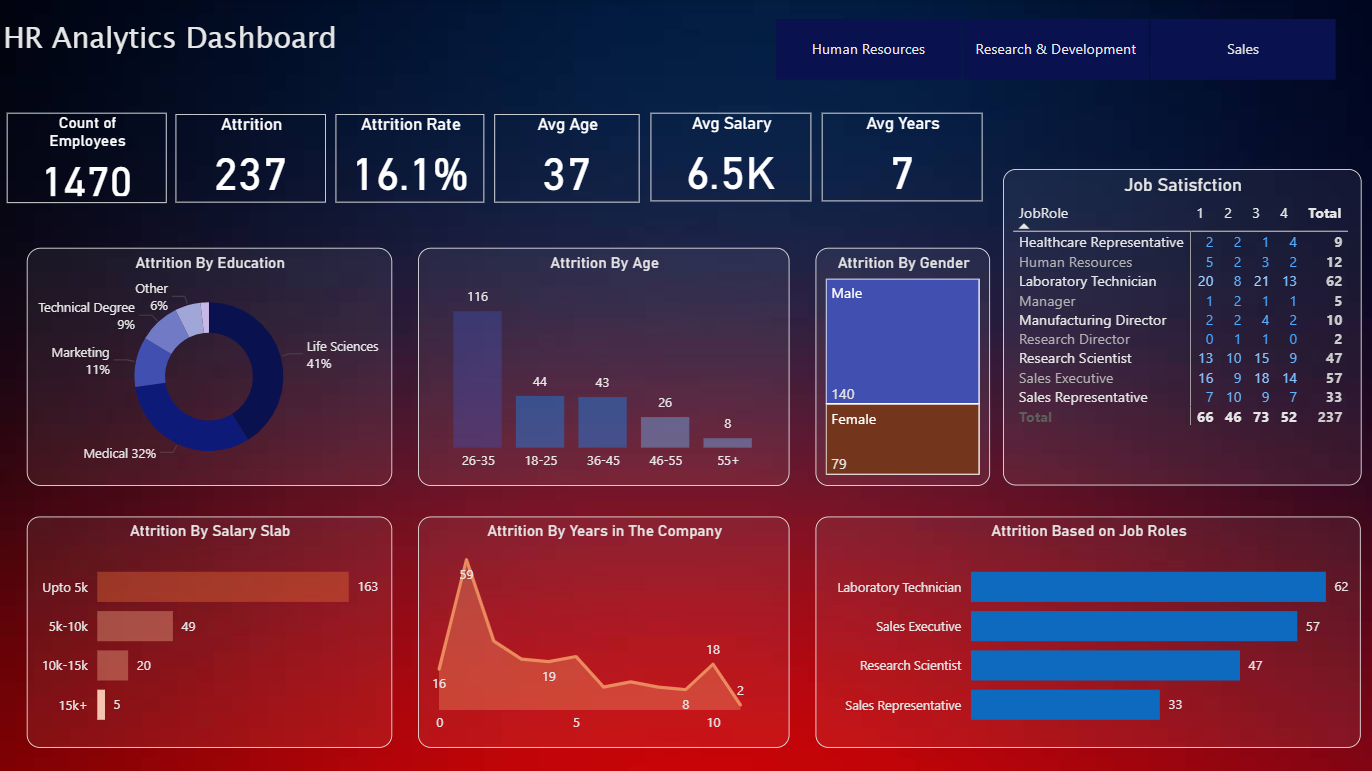 HR Analytics Dashboard
Human Resources
Research & Development
Sales
Count of
Employees
1470
Attrition
237
Attrition Rate
16.1%
Avg Age
37
Avg Salary
6.5K
Avg Years
7
Job Satisfction
JobRole 1 2 3 4 Total
Healthcare Representative 2 2 1 4 9
Human Resources 5 2 3 2 12
Laboratory Technician 20 8 21 13 62
Manager 1 2 1 1 5
Manufacturing Director 2 2 4 2 10
Research Director 0 1 1 0 2
Research Scientist 13 10 15 9 47
Sales Executive 16 9 18 14 57
Sales Representative 7 10 9 7 33
Total 66 46 73 52 237
Attrition By Education
Other
6%
Technical Degree
9%
Marketing
11%
Life Sciences
41%
Medical 32%
Attrition By Age
116
44
43
26
8
26-35
18-25
36-45
46-55
55+
Attrition By Gender
Male
140
Female
79
Attrition By Salary Slab
Upto 5k 163
5k-10k 49
10k-15k 20
15k+ 5
Attrition By Years in The Company
59
18
16
19
2
8
0
5
10
Attrition Based on Job Roles
Laboratory Technician 62
Sales Executive 57
Research Scientist 47
Sales Representative 33